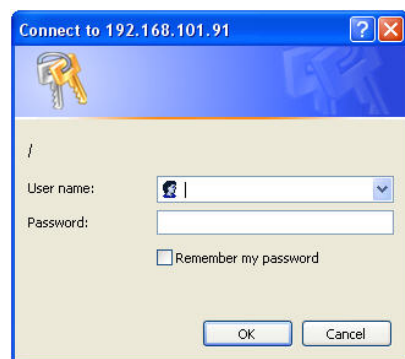 Connect to 192.168.101.91
/
User name:
Password:
Remember my password
OK Cancel